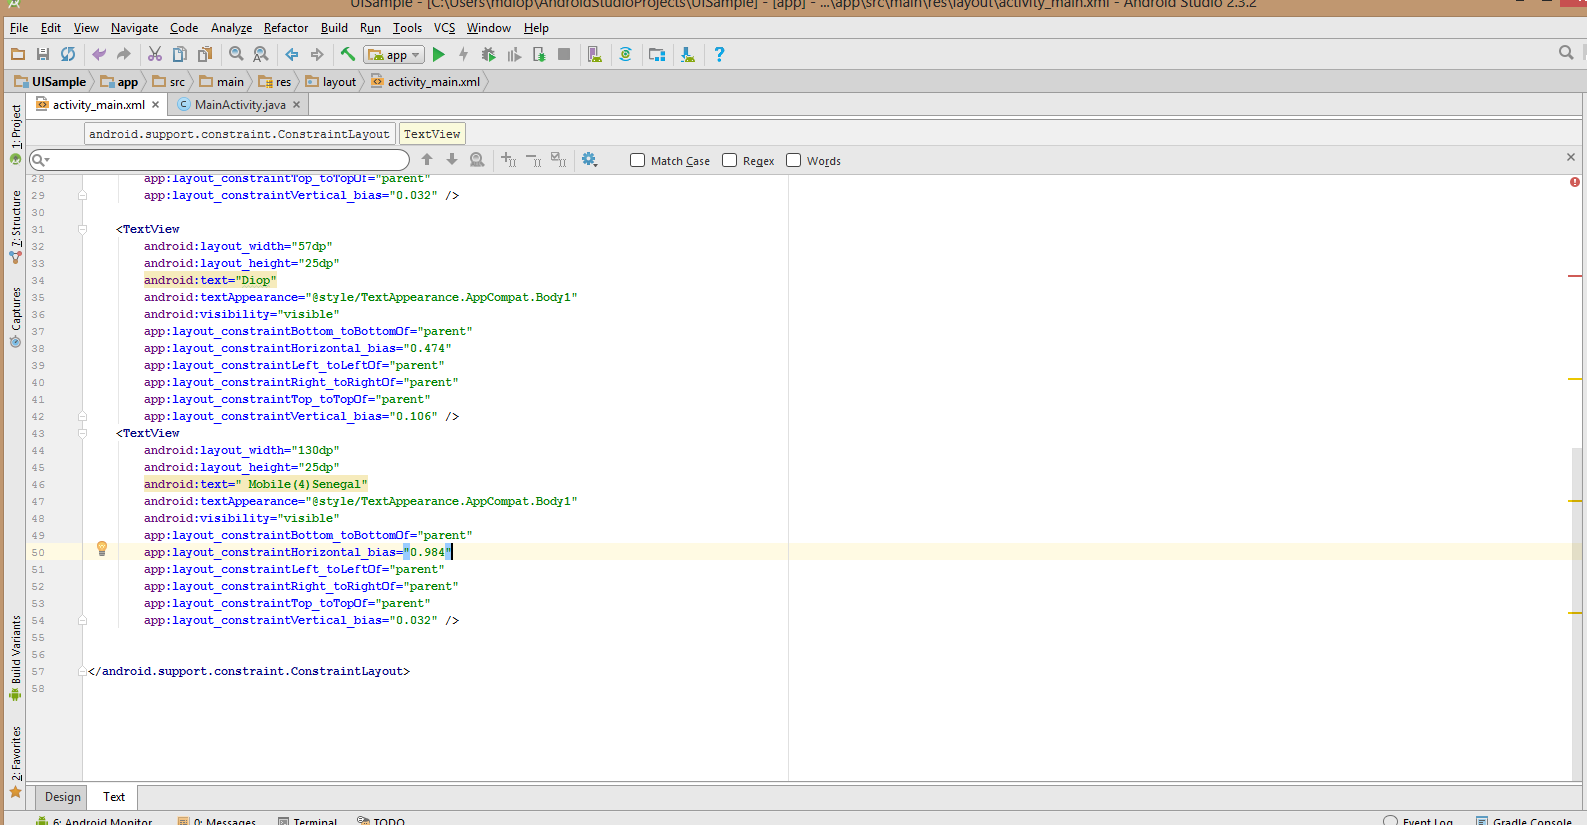 UISample - [C:\Users\mdiop\AndroidStudioProjects\UISample] - [app] - ...\app\src\main\res\layout\activity_main.xml - Android Studio 2.3.2
File Edit View Navigate Code Analyze Refactor Build Run Tools VCS Window Help
app
UISample app src main res layout activity_main.xml
activity_main.xml MainActivity.java
android.support.constraint.ConstraintLayout TextView
Match Case Regex Words
1: Project
7: Structure
Captures
Build Variants
2: Favorites
28 app:layout_constraintTop_toTopOf="parent"
29 app:layout_constraintVertical_bias="0.032" />
30
31 <TextView
32 android:layout_width="57dp"
33 android:layout_height="25dp"
34 android:text="Diop"
35 android:textAppearance="@style/TextAppearance.AppCompat.Body1"
36 android:visibility="visible"
37 app:layout_constraintBottom_toBottomOf="parent"
38 app:layout_constraintHorizontal_bias="0.474"
39 app:layout_constraintLeft_toLeftOf="parent"
40 app:layout_constraintRight_toRightOf="parent"
41 app:layout_constraintTop_toTopOf="parent"
42 app:layout_constraintVertical_bias="0.106" />
43 <TextView
44 android:layout_width="130dp"
45 android:layout_height="25dp"
46 android:text=" Mobile(4)Senegal"
47 android:textAppearance="@style/TextAppearance.AppCompat.Body1"
48 android:visibility="visible"
49 app:layout_constraintBottom_toBottomOf="parent"
50 app:layout_constraintHorizontal_bias="0.984"
51 app:layout_constraintLeft_toLeftOf="parent"
52 app:layout_constraintRight_toRightOf="parent"
53 app:layout_constraintTop_toTopOf="parent"
54 app:layout_constraintVertical_bias="0.032" />
55
56
57 </android.support.constraint.ConstraintLayout>
58
Design Text
6: Android Monitor 0: Messages Terminal TODO Event Log Gradle Console